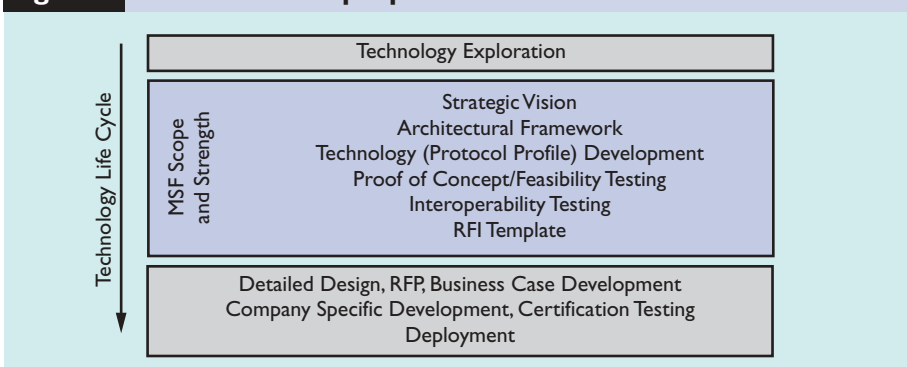 Technology Exploration
Technology Life Cycle
MSF Scope
and Strength
Strategic Vision
Architectural Framework
Technology (Protocol Profile) Development
Proof of Concept/Feasibility Testing
Interoperability Testing
RFI Template
Detailed Design, RFP, Business Case Development
Company Specific Development, Certification Testing
Deployment